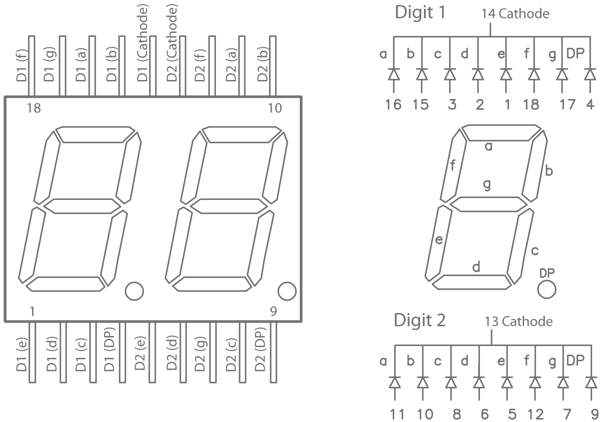 D1 (f)
D1 (g)
D1 (a)
D1 (b)
D1 (Cathode)
D2 (Cathode)
D2 (f)
D2 (a)
D2 (b)
18
10
1
9
D1 (e)
D1 (d)
D1 (c)
D1 (DP)
D2 (e)
D2 (d)
D2 (g)
D2 (c)
D2 (DP)
Digit 1
14 Cathode
a b c d e f g DP
16 15 3 2 1 18 17 4
a
f
b
g
e
c
d
DP
Digit 2
13 Cathode
a b c d e f g DP
11 10 8 6 5 12 7 9